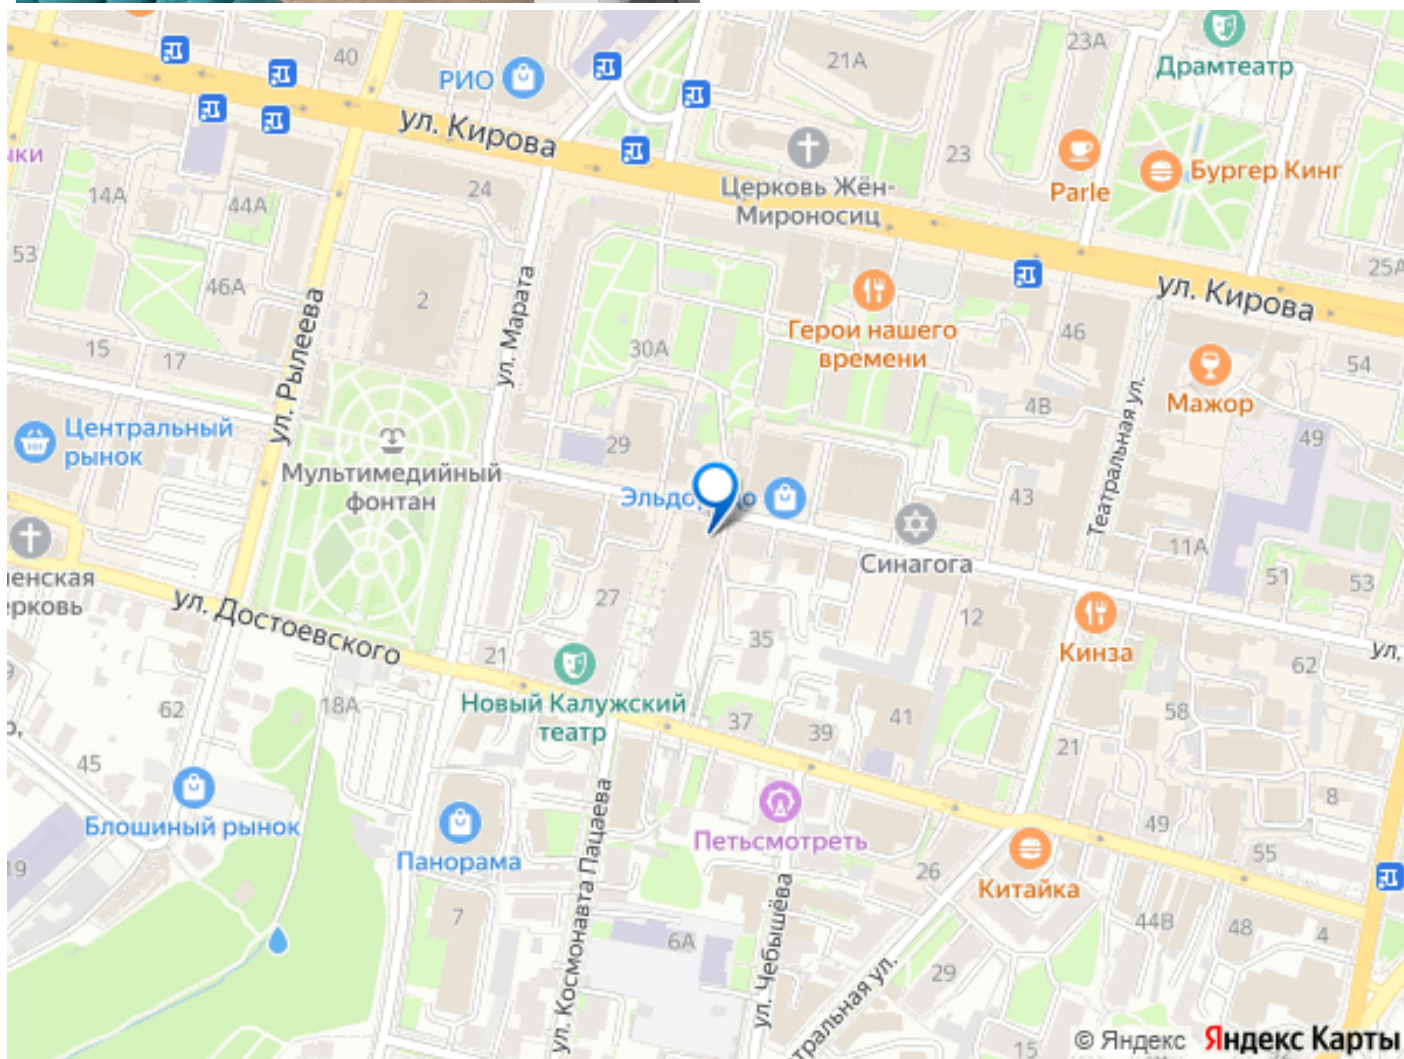 40
РИО
21А
23А
Драмтеатр
ул. Кирова
Церковь Жён-
Мироносиц
23
Parle
Бургер Кинг
14А
44А
24
53
46А
2
ул. Марата
ул. Рылеева
15
17
30А
Герои нашего
времени
46
ул. Кирова
25А
54
Мажор
4В
Театральная ул.
49
Центральный
рынок
Мультимедийный
фонтан
29
43
Синагога
11А
51
53
ул. Достоевского
27
35
12
Кинза
62
ул.
21
Новый Калужский
театр
18А
62
37
39
41
58
21
45
Блошиный рынок
Панорама
ул. Космонавта Пацаева
Петьсмотреть
8
49
55
26
Китайка
19
7
6А
ул. Чебышёва
29
44В
48
4
15
© Яндекс Яндекс Карты